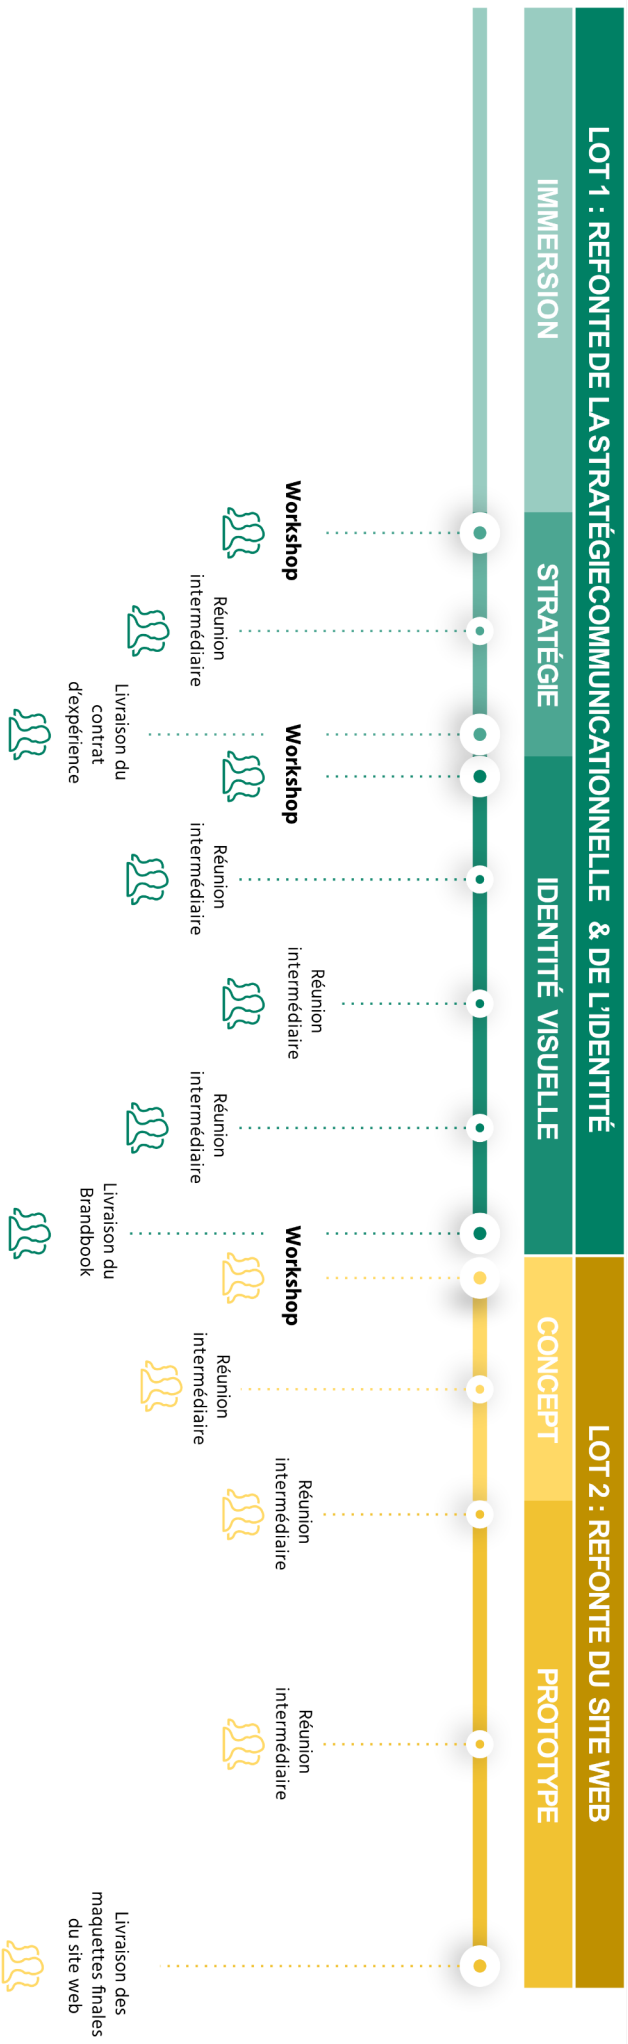 LOT 1 : REFONTE DE LA STRATÉGIE COMMUNICATIONNELLE & DE L'IDENTITÉ
LOT 2 : REFONTE DU SITE WEB
IMMERSION
STRATÉGIE
IDENTITÉ VISUELLE
CONCEPT
PROTOTYPE
Workshop
Réunion
intermédiaire
Livraison du
contrat
d'expérience
Workshop
Réunion
intermédiaire
Réunion
intermédiaire
Réunion
intermédiaire
Livraison du
Brandbook
Workshop
Réunion
intermédiaire
Réunion
intermédiaire
Réunion
intermédiaire
Livraison des
maquettes finales
du site web